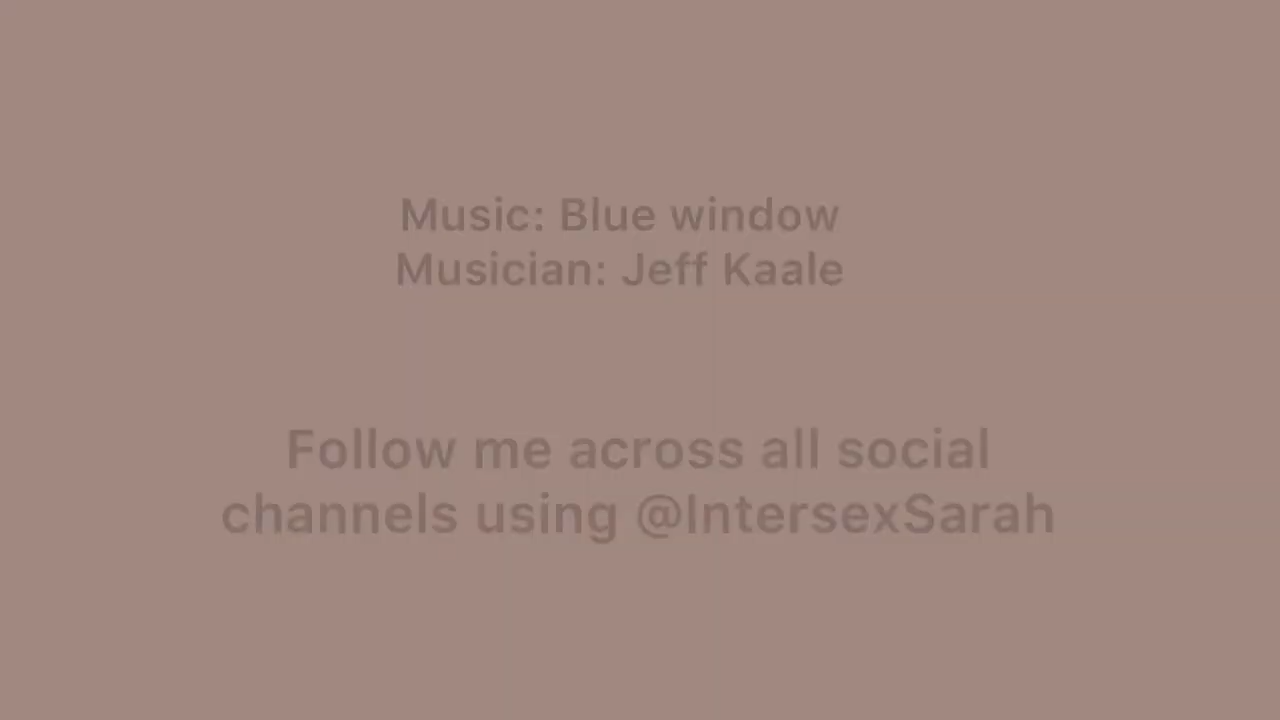 Music: Blue window
Musician: Jeff Kaale
Follow me across all social
channels using @IntersexSarah